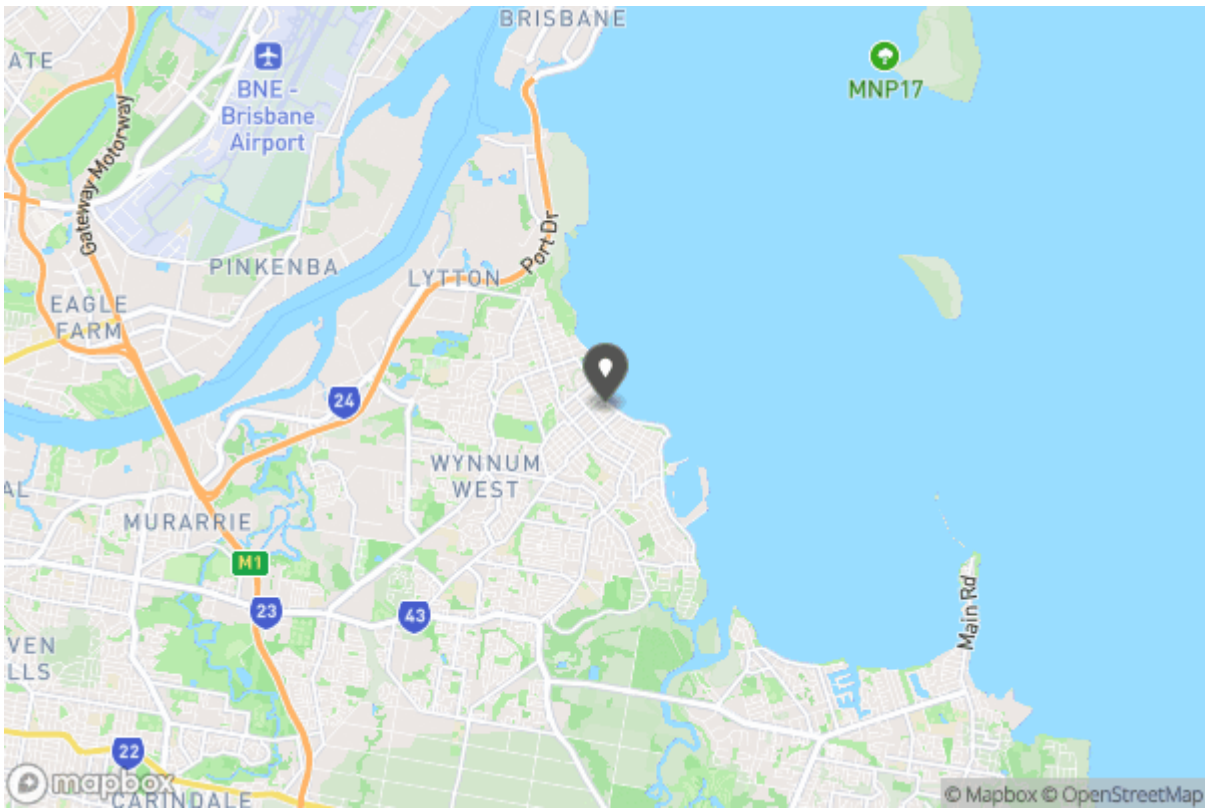 BRISBANE
ATE
BNE -
Brisbane
Airport
MNP17
Gateway Motorway
Port Dr
PINKENBA
LYTTON
EAGLE
FARM
24
WYNNUM
WEST
AL
MURARRIE
M1
23
43
Main Rd
VEN
LLS
22
mapbox
CARINDALE
© Mapbox © OpenStreetMap